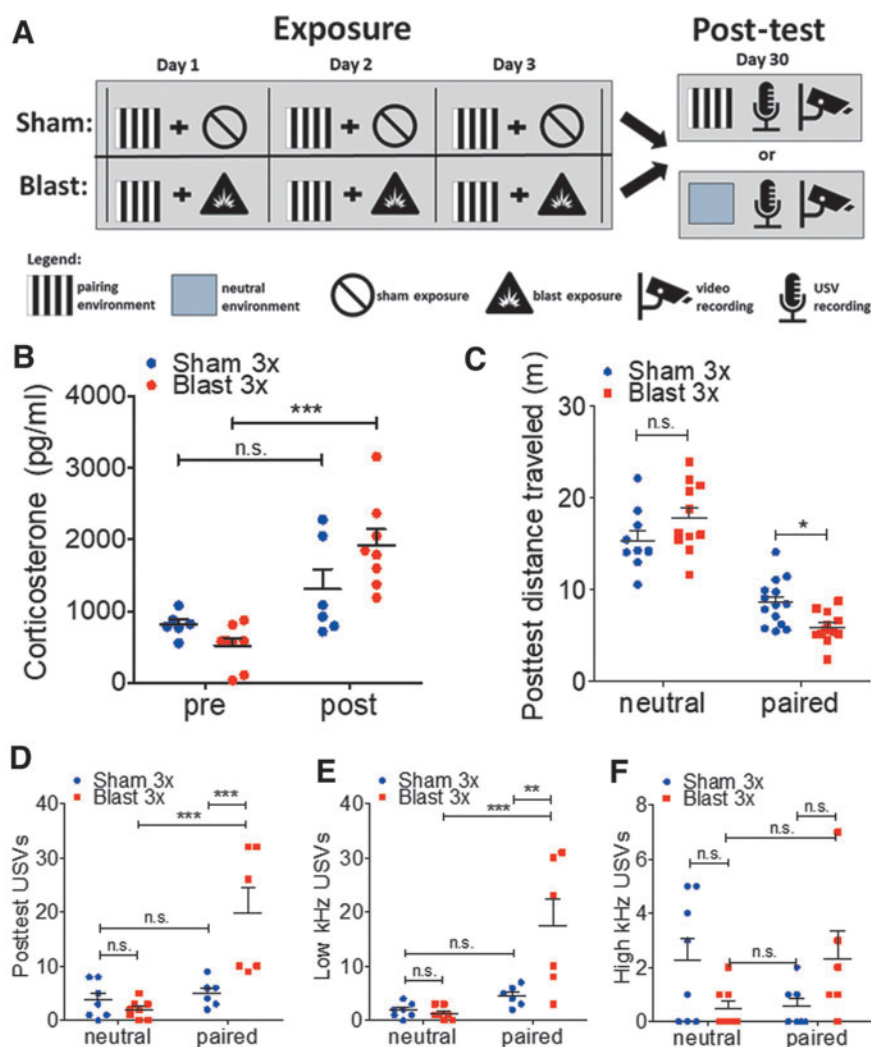 A
Exposure
Post-test
Day 1 Day 2 Day 3
Day 30
Sham:
+ + +
or
Blast:
+ + +
Legend:
pairing environment
neutral environment
sham exposure
blast exposure
video recording
USV recording
B
Sham 3x
Blast 3x
Corticosterone (pg/ml)
4000
3000
2000
1000
0
***
n.s.
pre post
C
Sham 3x
Blast 3x
Posttest distance traveled (m)
30
20
10
0
n.s.
*
neutral paired
D
Sham 3x
Blast 3x
Posttest USVs
40
30
20
10
0
***
***
n.s.
n.s.
neutral paired
E
Sham 3x
Blast 3x
Low kHz USVs
40
30
20
10
0
**
***
n.s.
n.s.
neutral paired
F
Sham 3x
Blast 3x
High kHz USVs
8
6
4
2
0
n.s.
n.s.
n.s.
n.s.
neutral paired